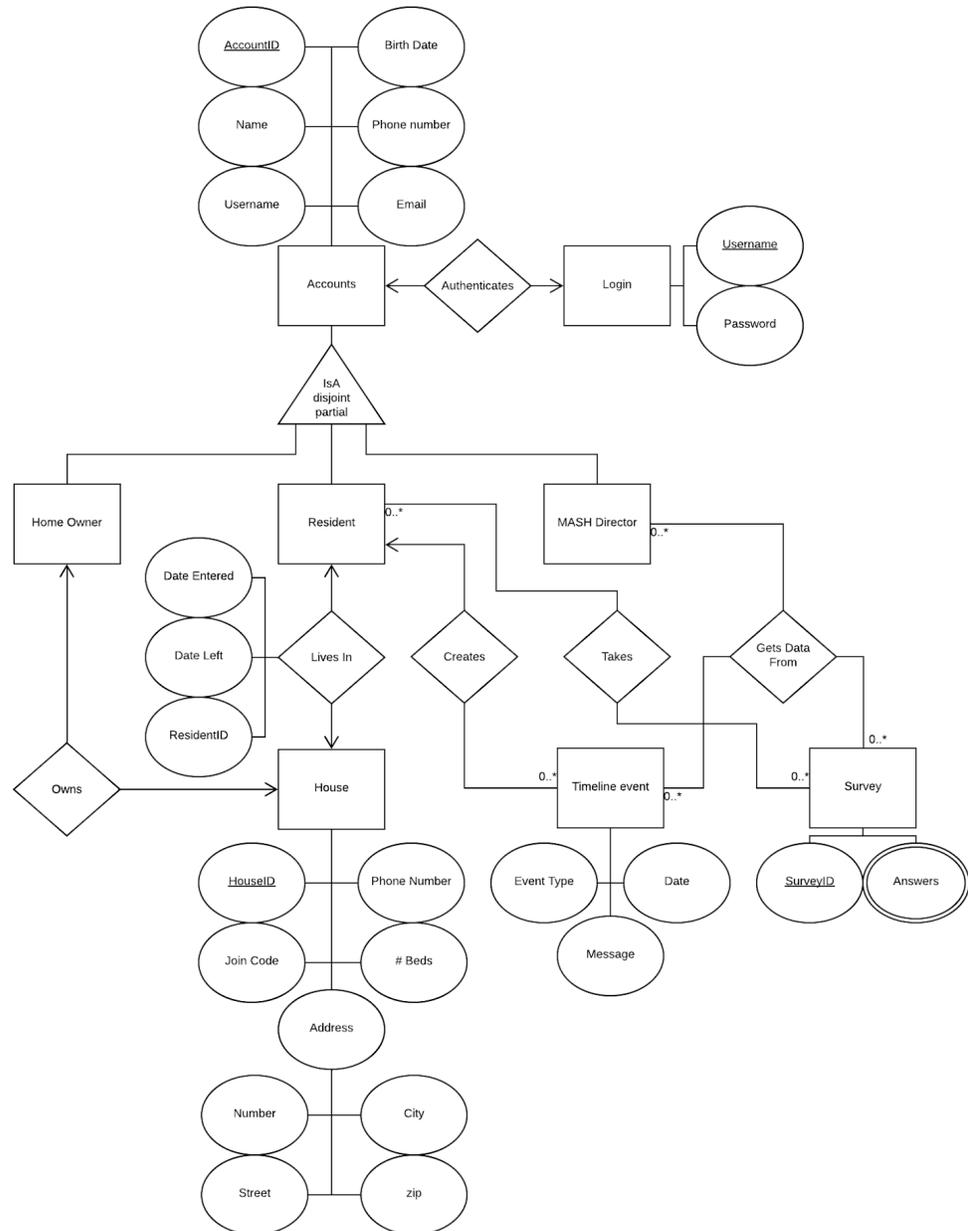 AccountID
Birth Date
Name
Phone number
Username
Email
Accounts
Authenticates
Login
Username
Password
IsA
disjoint
partial
Home Owner
Resident
0..*
MASH Director
0..*
Date Entered
Date Left
ResidentID
Lives In
Creates
Takes
Gets Data
From
Owns
House
0..*
Timeline event
0..*
0..*
0..*
Survey
HouseID
Phone Number
Join Code
# Beds
Event Type
Date
Message
SurveyID
Answers
Address
Number
City
Street
zip